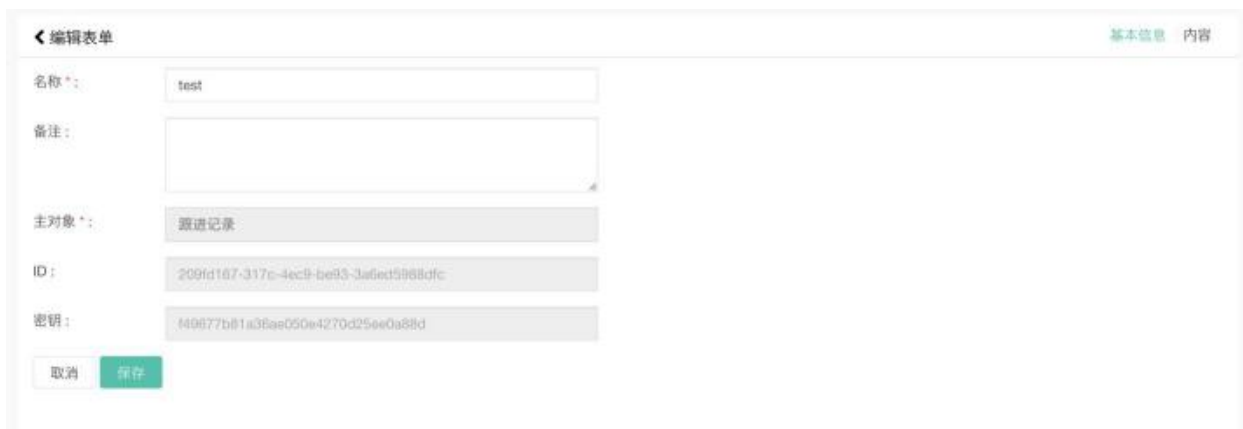 编辑表单
基本信息 内容
名称 *：
test
备注：
主对象 *：
跟进记录
ID：
209fd167-317c-4ec9-be93-3a6ed5988dfc
密钥：
f49677b81a36ae050e4270d25ee0a88d
取消 保存